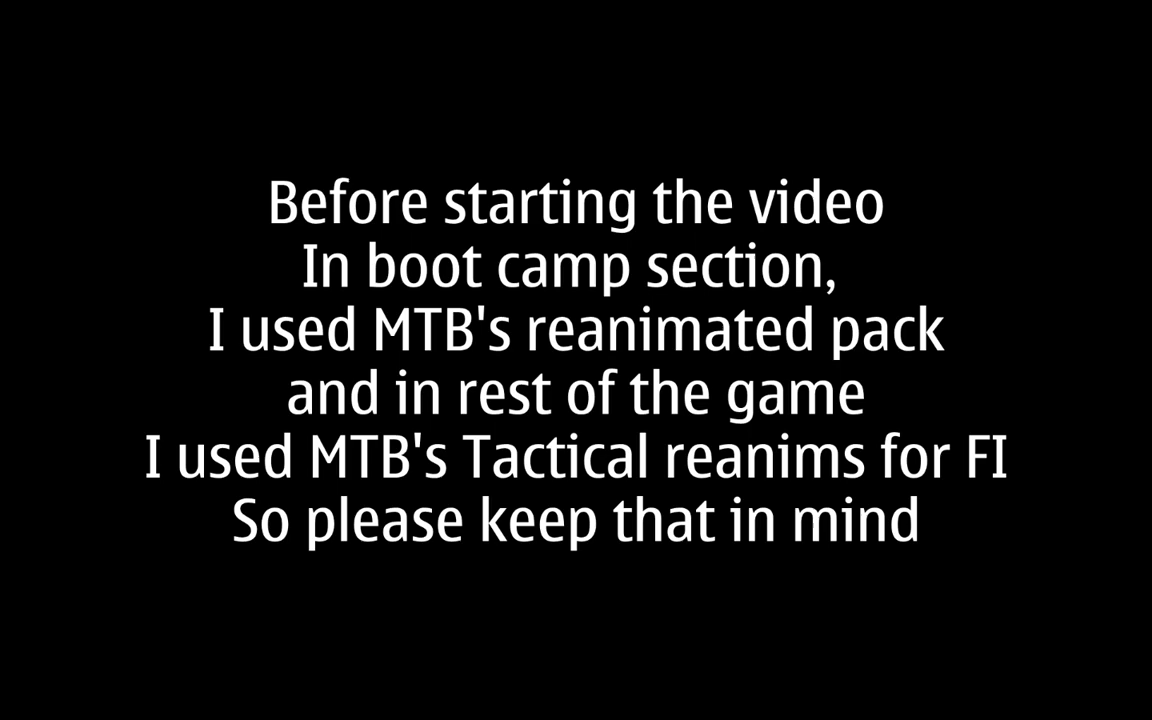 Before starting the video
In boot camp section,
I used MTB's reanimated pack
and in rest of the game
I used MTB's Tactical reanims for FI
So please keep that in mind